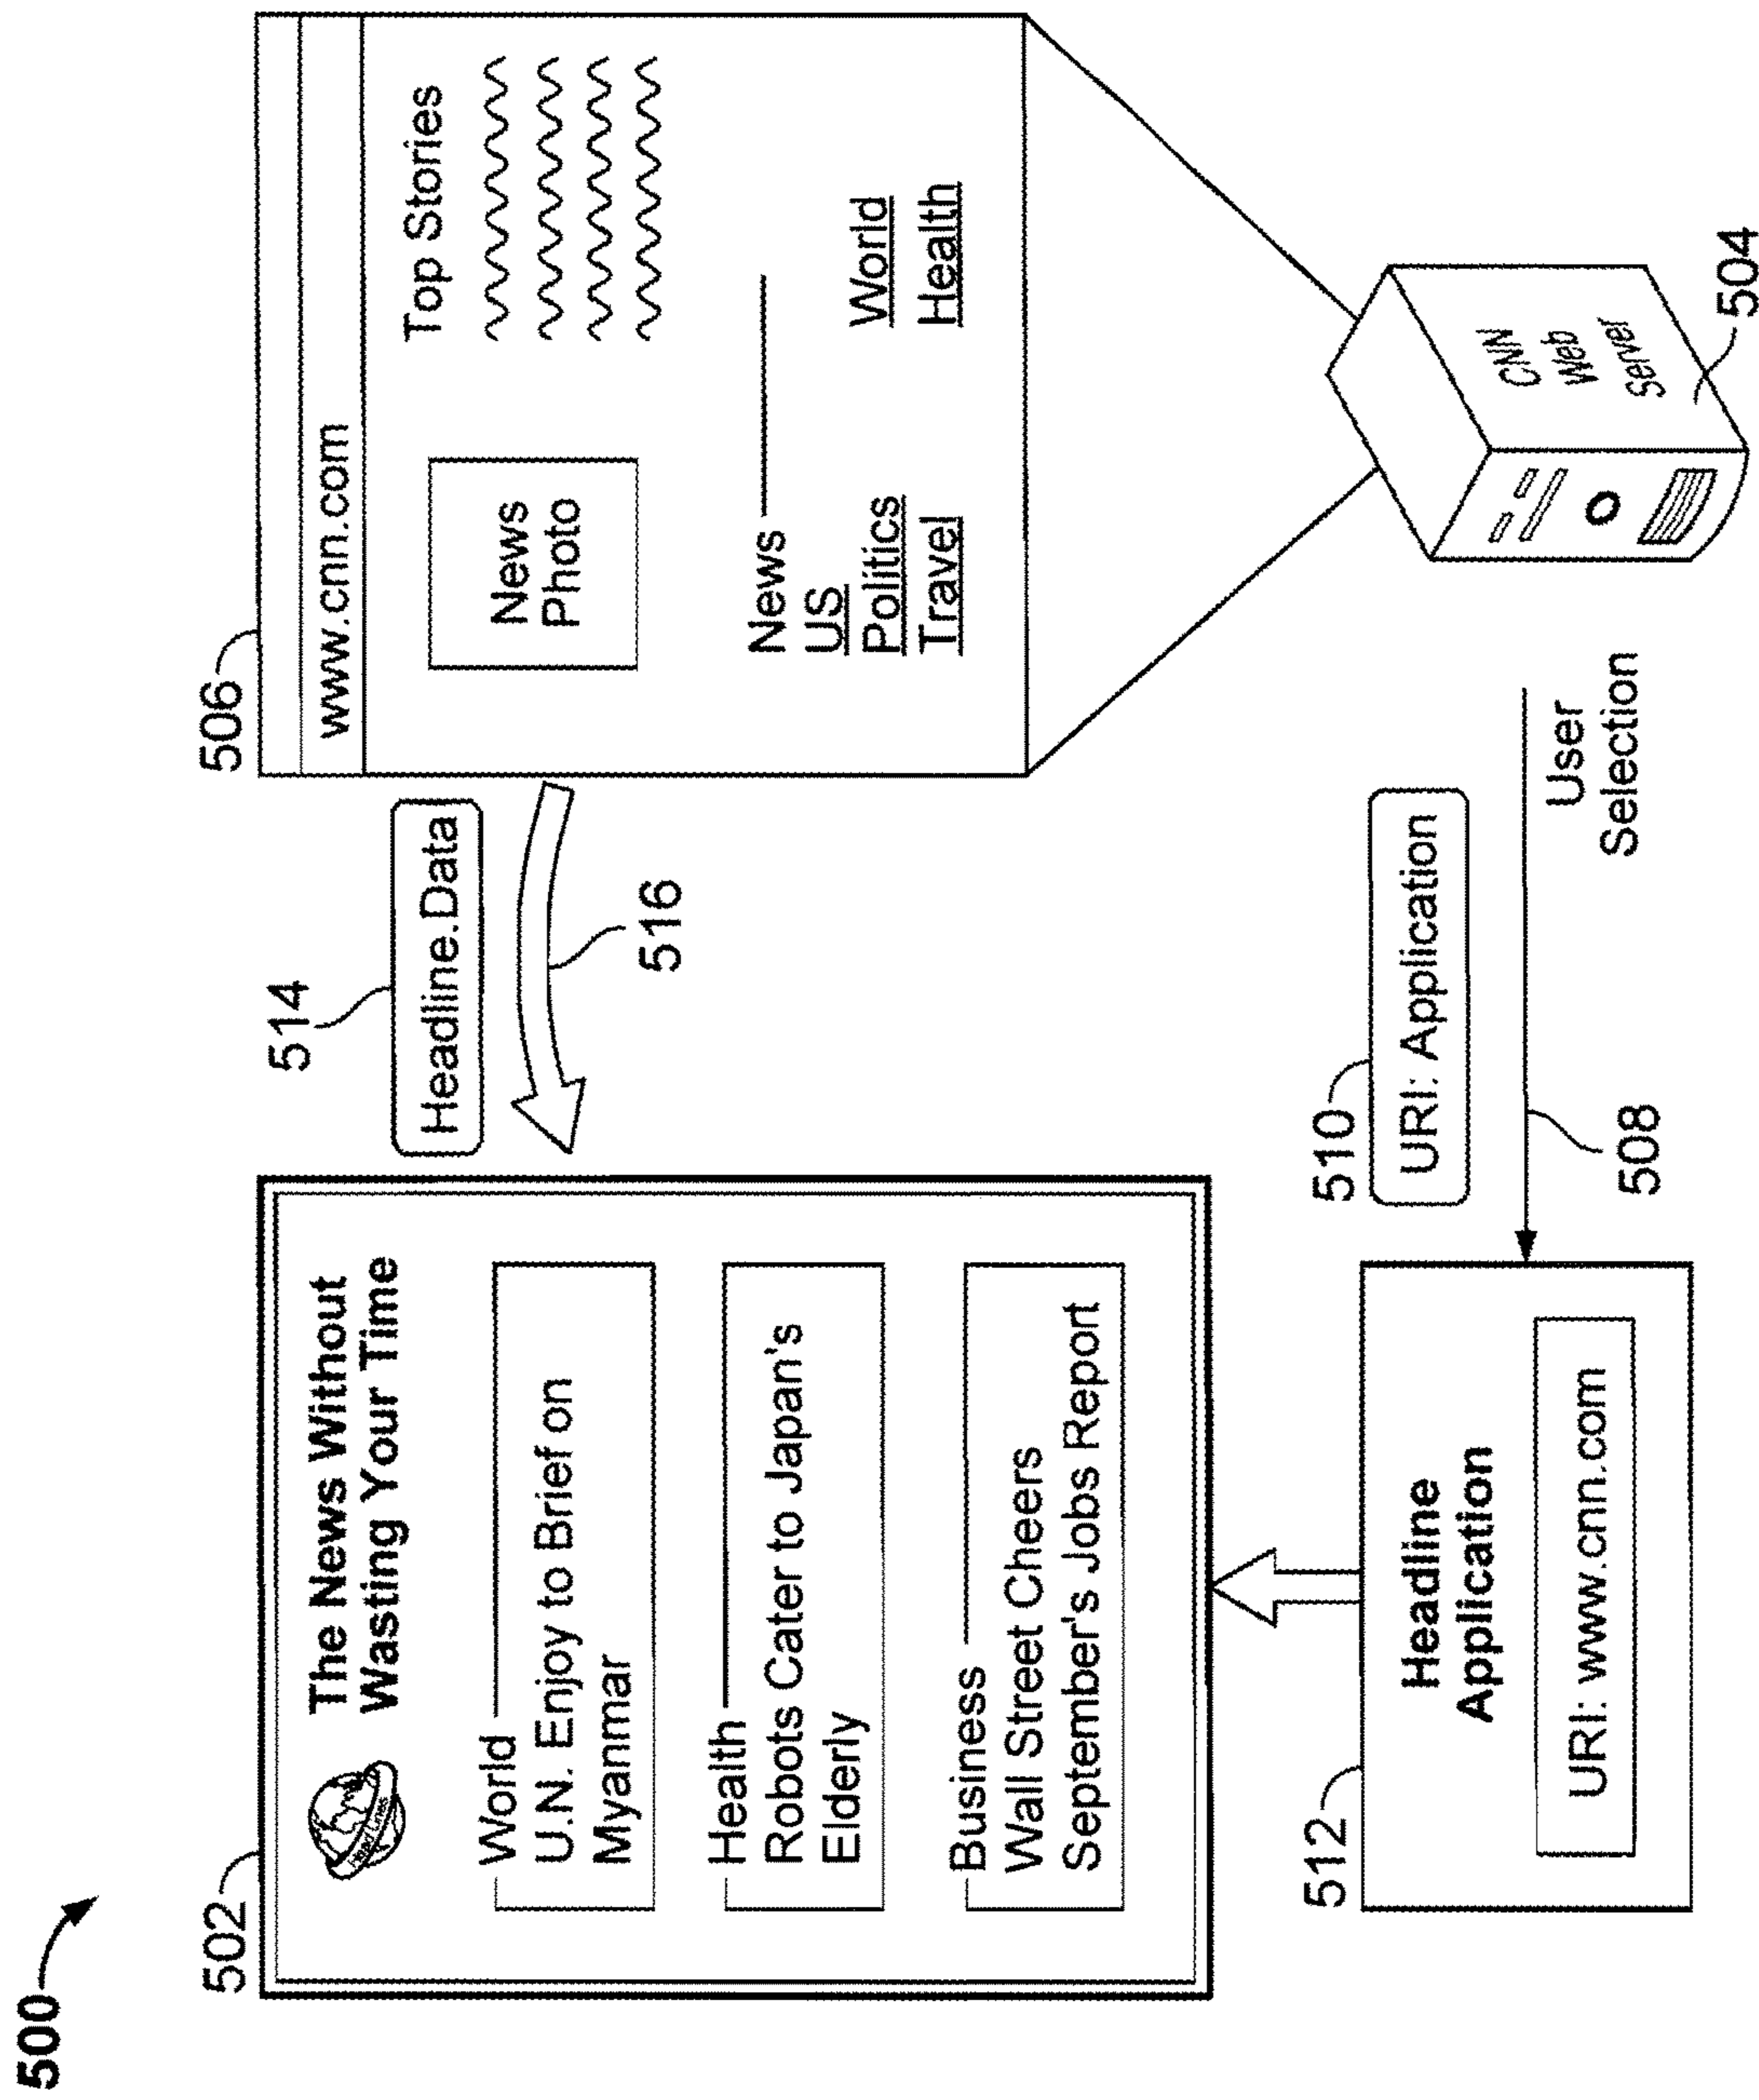 500
502
The News Without
Wasting Your Time
World
U.N. Enjoy to Brief on
Myanmar
Health
Robots Cater to Japan's
Elderly
Business
Wall Street Cheers
September's Jobs Report
514
Headline.Data
516
506
www.cnn.com
News
Photo
Top Stories
News
US
Politics
World
Travel
Health
512
Headline
Application
URI: www.cnn.com
510
URI: Application
508
User
Selection
CNN
Web
Server
504